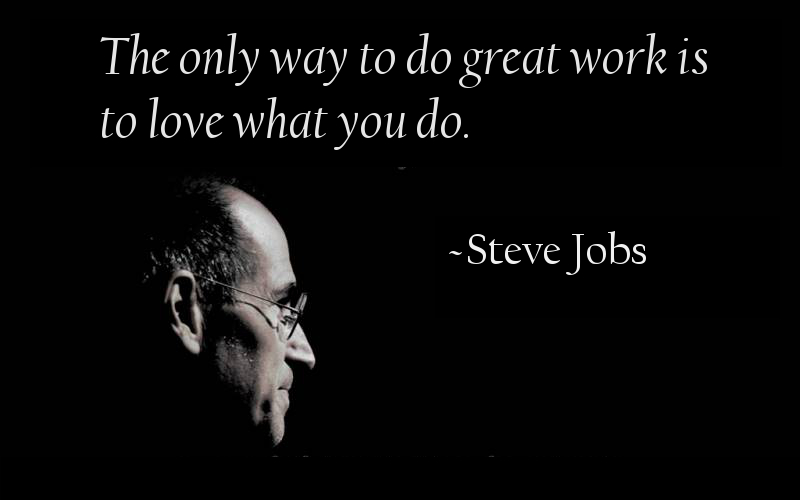 The only way to do great work is
to love what you do.
~Steve Jobs